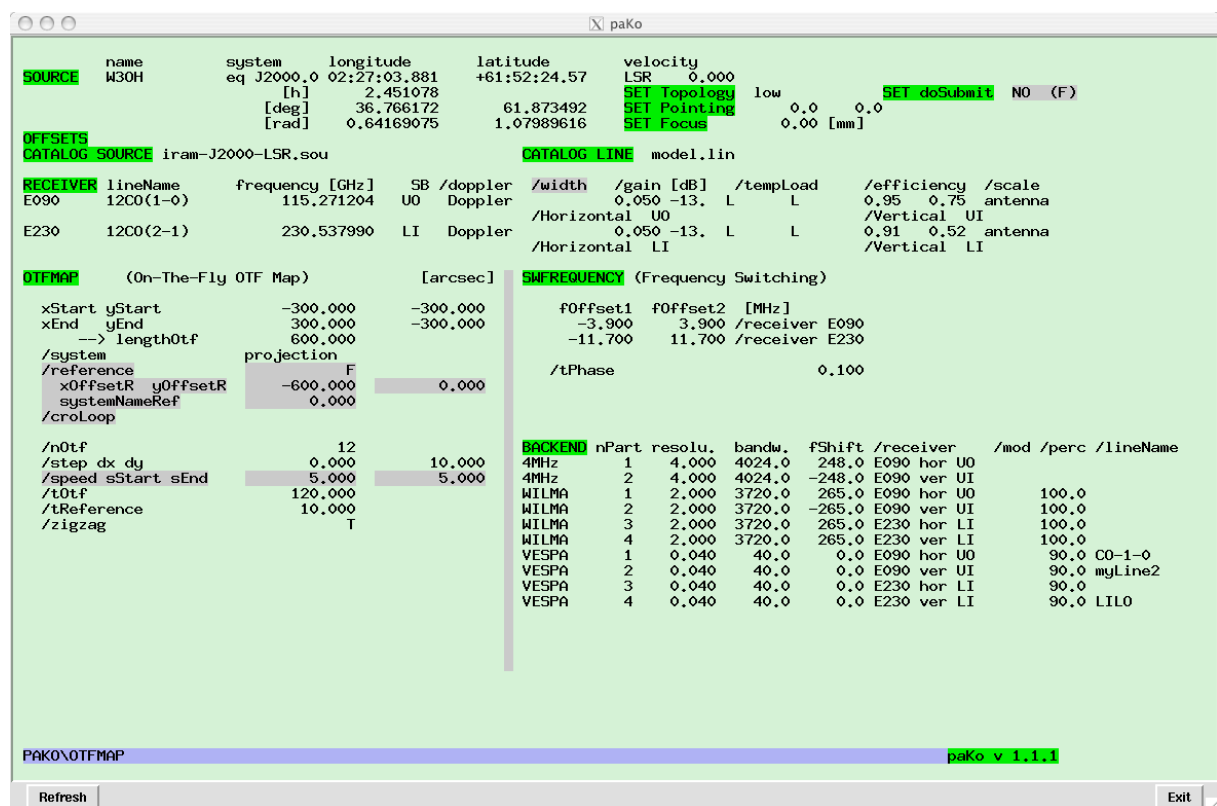 paKo
name system longitude latitude velocity
SOURCE W3OH eq J2000.0 02:27:03.881 +61:52:24.57 LSR 0.000
[h] 2.451078 SET Topology low SET doSubmit NO (F)
[deg] 36.766172 61.873492 SET Pointing 0.0 0.0
[rad] 0.64169075 1.07989616 SET Focus 0.00 [mm]
OFFSETS
CATALOG SOURCE iram-J2000-LSR.sou CATALOG LINE model.lin
RECEIVER lineName frequency [GHz] SB /doppler /width /gain [dB] /tempLoad /efficiency /scale
E090 12CO(1-0) 115.271204 UO Doppler 0.050 -13. L L 0.95 0.75 antenna
/Horizontal UO /Vertical UI
E230 12CO(2-1) 230.537990 LI Doppler 0.050 -13. L L 0.91 0.52 antenna
/Horizontal LI /Vertical LI
OTFMAP (On-The-Fly OTF Map) [arcsec] SWFREQUENCY (Frequency Switching)
xStart yStart -300.000 -300.000 fOffset1 fOffset2 [MHz]
xEnd yEnd 300.000 -300.000 -3.900 3.900 /receiver E090
--> lengthOtf 600.000 -11.700 11.700 /receiver E230
/system projection
/reference F /tPhase 0.100
xOffsetR yOffsetR -600.000 0.000
systemNameRef 0.000
/croLoop
/nOtf 12 BACKEND nPart resolu. bandw. fShift /receiver /mod /perc /lineName
/step dx dy 0.000 10.000 4MHz 1 4.000 4024.0 248.0 E090 hor UO
/speed sStart sEnd 5.000 5.000 4MHz 2 4.000 4024.0 -248.0 E090 ver UI
/tOtf 120.000 WILMA 1 2.000 3720.0 265.0 E090 hor UO 100.0
/tReference 10.000 WILMA 2 2.000 3720.0 -265.0 E090 ver UI 100.0
/zigzag T WILMA 3 2.000 3720.0 265.0 E230 hor LI 100.0
WILMA 4 2.000 3720.0 265.0 E230 ver LI 100.0
VESPA 1 0.040 40.0 0.0 E090 hor UO 90.0 CO-1-0
VESPA 2 0.040 40.0 0.0 E090 ver UI 90.0 myLine2
VESPA 3 0.040 40.0 0.0 E230 hor LI 90.0
VESPA 4 0.040 40.0 0.0 E230 ver LI 90.0 LILO
PAKO\OTFMAP paKo v 1.1.1
Refresh Exit